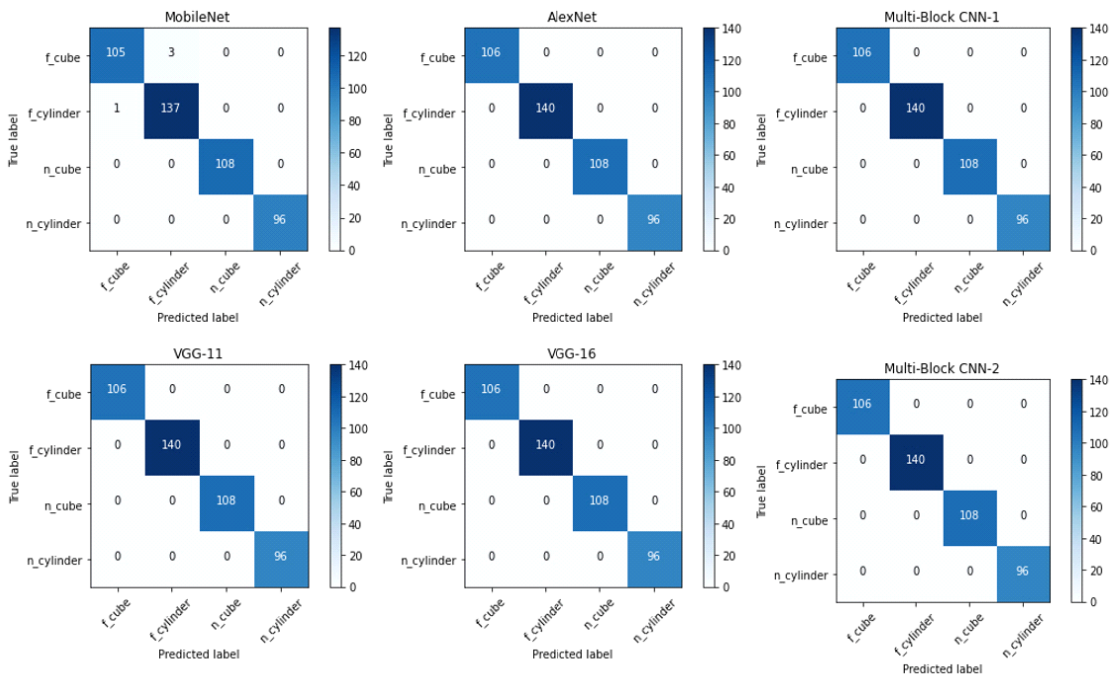 MobileNet
f_cube 105 3 0 0 120
f_cylinder 1 137 0 0 100
n_cube 0 0 108 0 80
n_cylinder 0 0 0 96 60
40
20
0
True label
f_cube f_cylinder n_cube n_cylinder
Predicted label
AlexNet
f_cube 106 0 0 0 140
f_cylinder 0 140 0 0 120
n_cube 0 0 108 0 100
n_cylinder 0 0 0 96 80
60
40
20
0
True label
f_cube f_cylinder n_cube n_cylinder
Predicted label
Multi-Block CNN-1
f_cube 106 0 0 0 140
f_cylinder 0 140 0 0 120
n_cube 0 0 108 0 100
n_cylinder 0 0 0 96 80
60
40
20
0
True label
f_cube f_cylinder n_cube n_cylinder
Predicted label
VGG-11
f_cube 106 0 0 0 140
f_cylinder 0 140 0 0 120
n_cube 0 0 108 0 100
n_cylinder 0 0 0 96 80
60
40
20
0
True label
f_cube f_cylinder n_cube n_cylinder
Predicted label
VGG-16
f_cube 106 0 0 0 140
f_cylinder 0 140 0 0 120
n_cube 0 0 108 0 100
n_cylinder 0 0 0 96 80
60
40
20
0
True label
f_cube f_cylinder n_cube n_cylinder
Predicted label
Multi-Block CNN-2
f_cube 106 0 0 0 140
f_cylinder 0 140 0 0 120
n_cube 0 0 108 0 100
n_cylinder 0 0 0 96 80
60
40
20
0
True label
f_cube f_cylinder n_cube n_cylinder
Predicted label